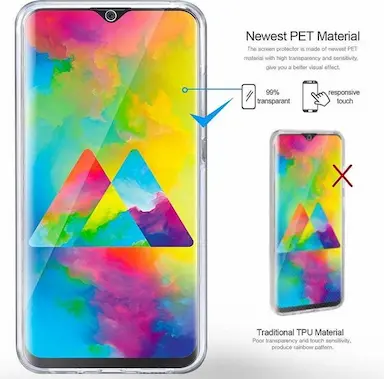 Newest PET Material
The screen protector is made of newest PET
material with high transparency and sensitivity,
give you a better visual effect.
99%
transparant
responsive
touch
Traditional TPU Material
Poor transparency and touch sensitivity,
produce rainbow pattern.